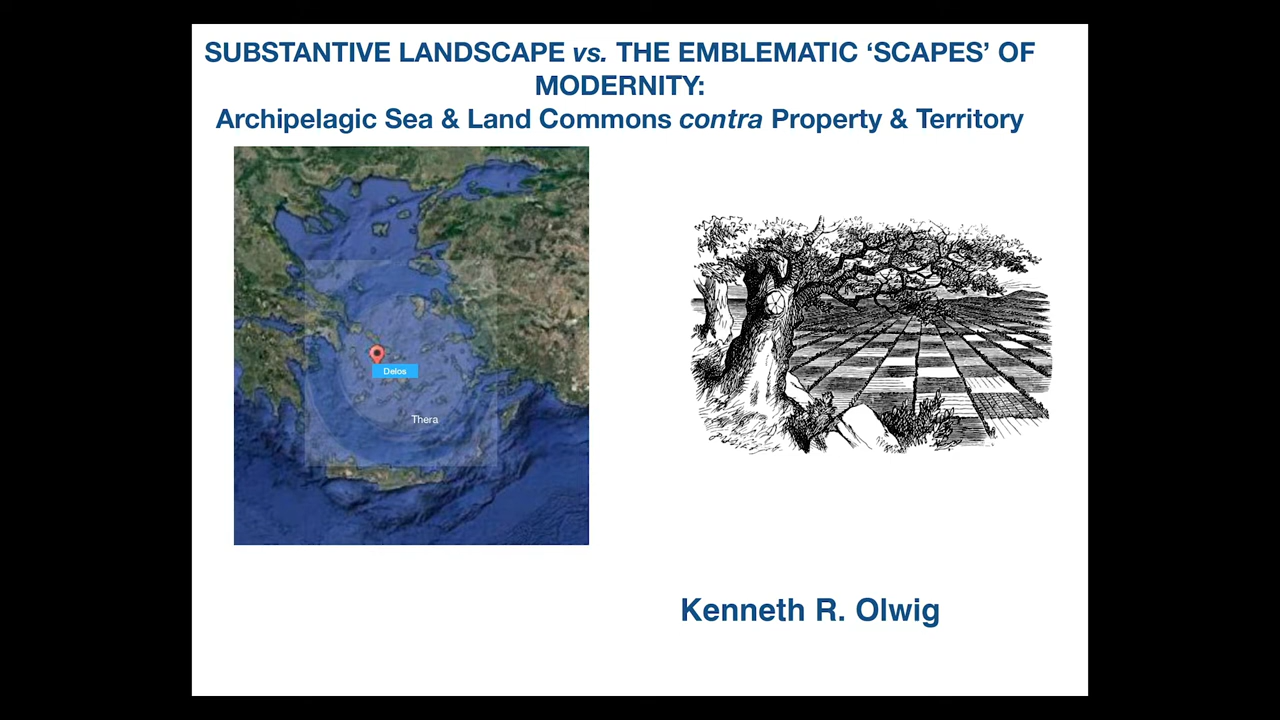 SUBSTANTIVE LANDSCAPE vs. THE EMBLEMATIC ‘SCAPES’ OF
MODERNITY:
Archipelagic Sea & Land Commons contra Property & Territory
Delos
Thera
Kenneth R. Olwig